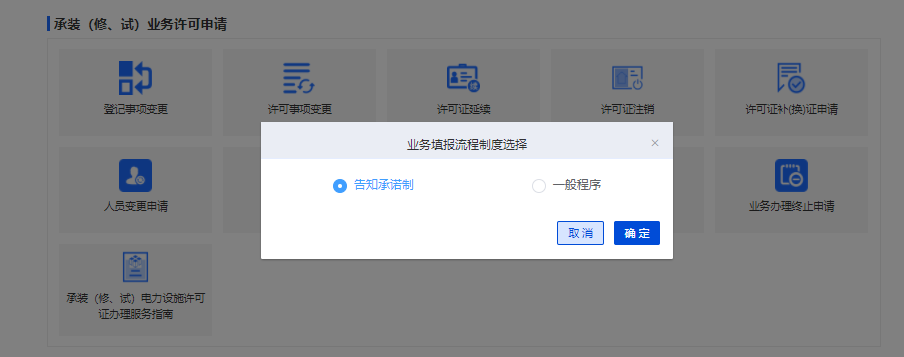 承装（修、试）业务许可申请
登记事项变更
许可事项变更
许可证延续
许可证注销
许可证补(换)证申请
业务填报流程制度选择
×
告知承诺制
一般程序
取 消
确 定
人员变更申请
业务办理终止申请
承装（修、试）电力设施许可
证办理服务指南